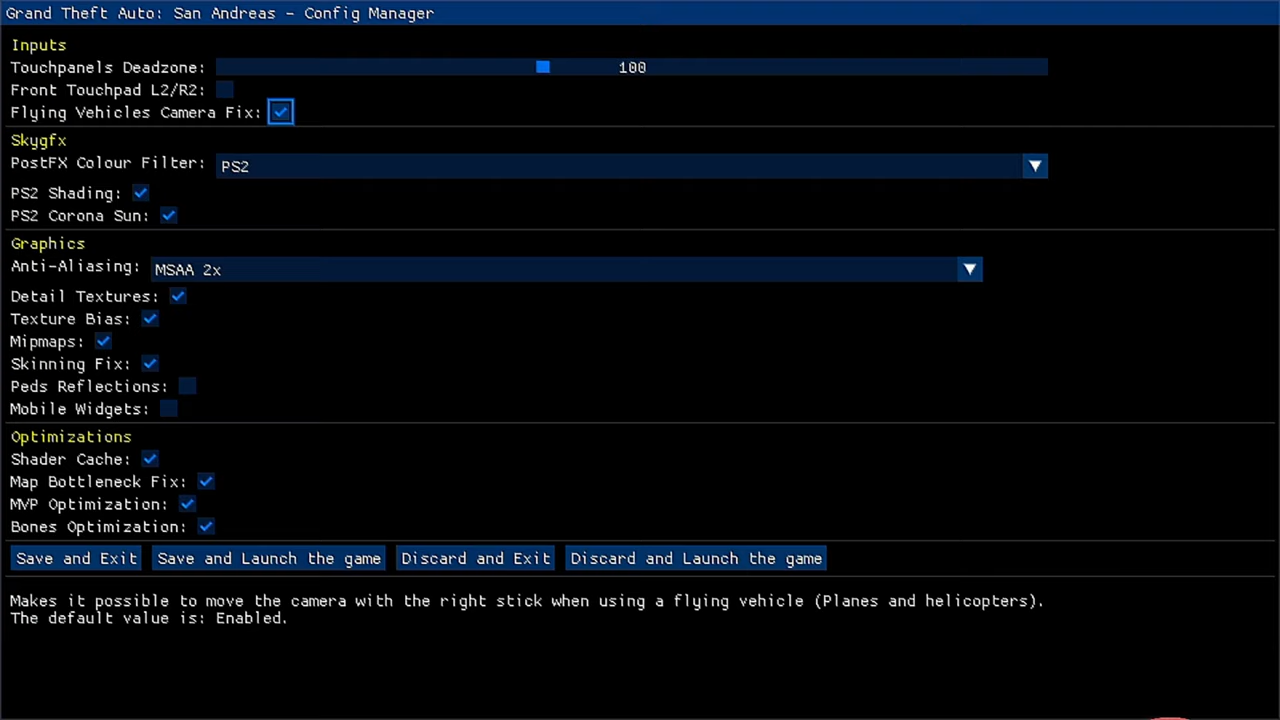 Grand Theft Auto: San Andreas - Config Manager
Inputs
Touchpanels Deadzone: 100
Front Touchpad L2/R2:
Flying Vehicles Camera Fix:
Skygfx
PostFX Colour Filter: PS2
PS2 Shading:
PS2 Corona Sun:
Graphics
Anti-Aliasing: MSAA 2x
Detail Textures:
Texture Bias:
Mipmaps:
Skinning Fix:
Peds Reflections:
Mobile Widgets:
Optimizations
Shader Cache:
Map Bottleneck Fix:
MVP Optimization:
Bones Optimization:
Save and Exit Save and Launch the game Discard and Exit Discard and Launch the game
Makes it possible to move the camera with the right stick when using a flying vehicle (Planes and helicopters).
The default value is: Enabled.